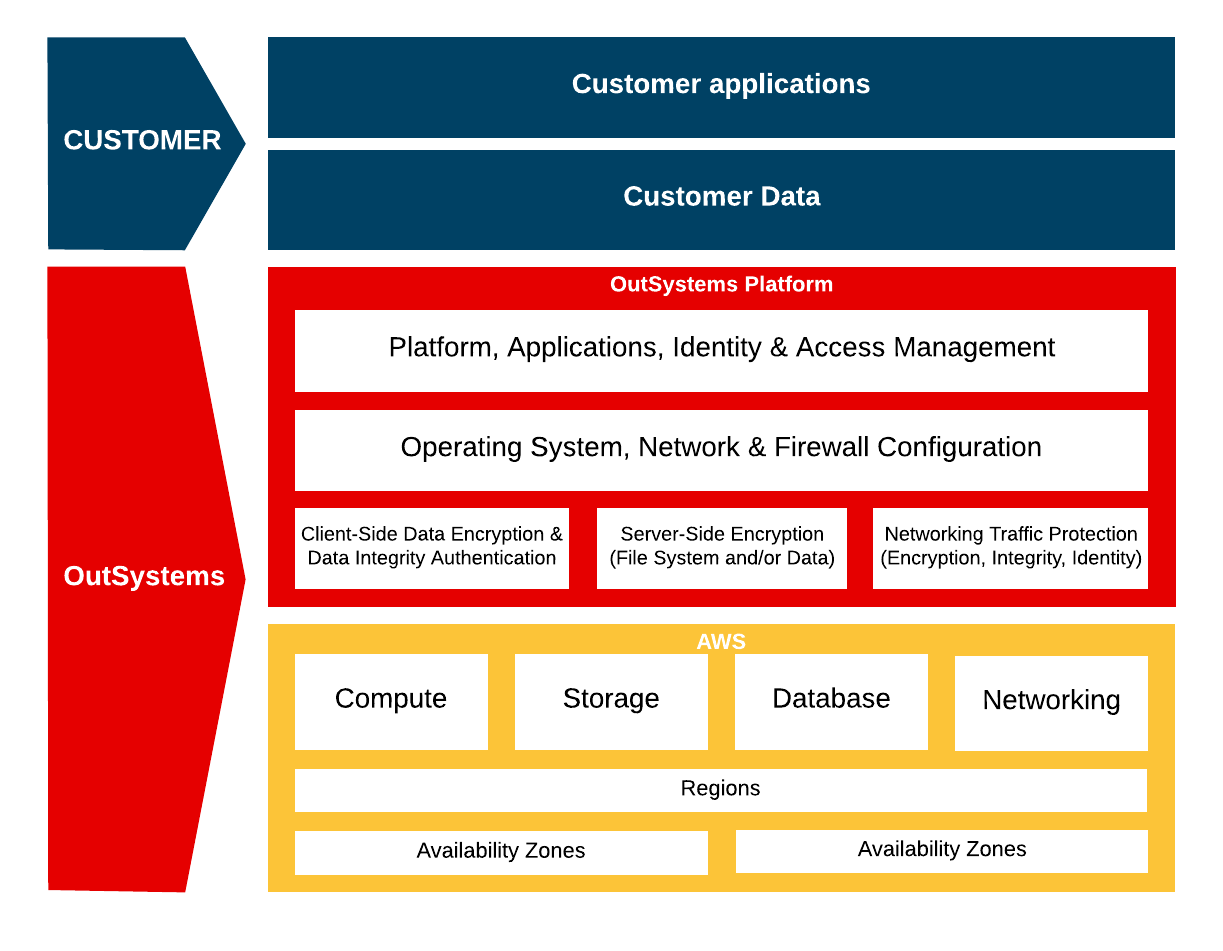 CUSTOMER
Customer applications
Customer Data
OutSystems
OutSystems Platform
Platform, Applications, Identity & Access Management
Operating System, Network & Firewall Configuration
Client-Side Data Encryption &
Data Integrity Authentication
Server-Side Encryption
(File System and/or Data)
Networking Traffic Protection
(Encryption, Integrity, Identity)
AWS
Compute
Storage
Database
Networking
Regions
Availability Zones
Availability Zones